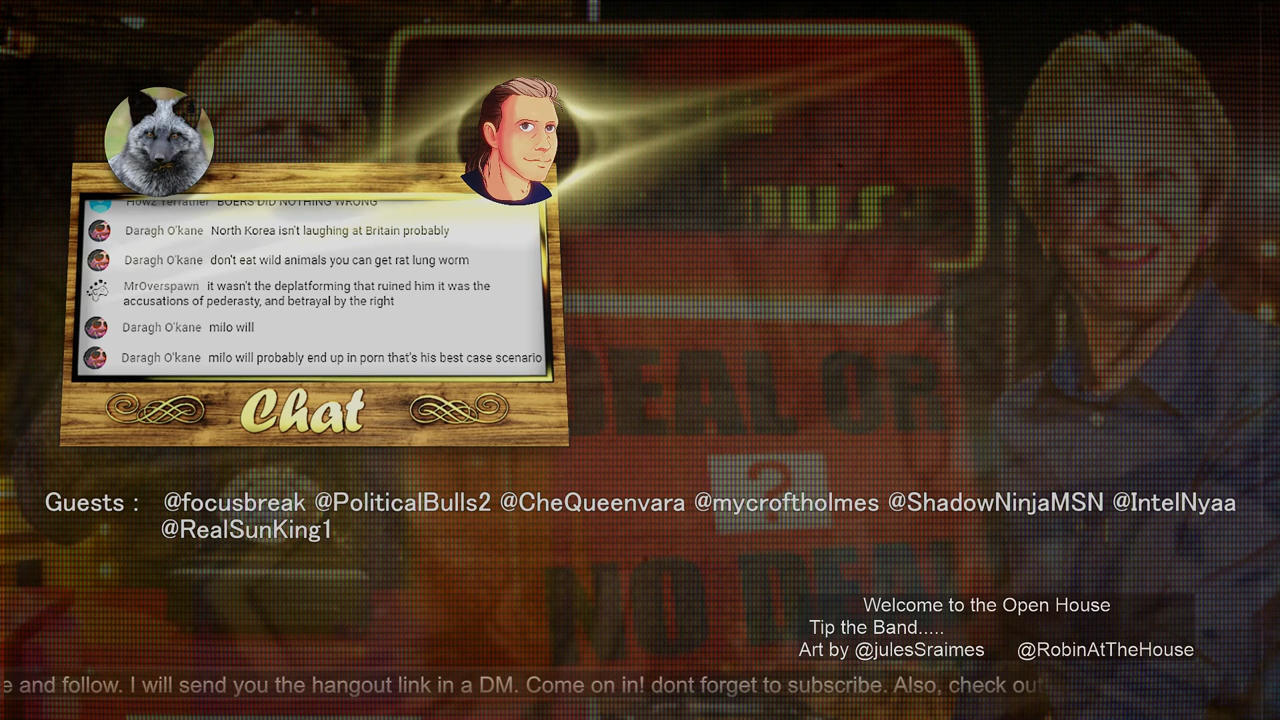 How2 Yerfather BOERS DID NOTHING WRONG
Daragh O'kane North Korea isn't laughing at Britain probably
Daragh O'kane don't eat wild animals you can get rat lung worm
MrOverspawn it wasn't the deplatforming that ruined him it was the
accusations of pederasty, and betrayal by the right
Daragh O'kane milo will
Daragh O'kane milo will probably end up in porn that's his best case scenario
Chat
DEAL OR
?
NO DEAL
Guests : @focusbreak @PoliticalBulls2 @CheQueenvara @mycroftholmes @ShadowNinjaMSN @IntelNyaa
@RealSunKing1
Welcome to the Open House
Tip the Band.....
Art by @julesSraimes @RobinAtTheHouse
e and follow. I will send you the hangout link in a DM. Come on in! dont forget to subscribe. Also, check out